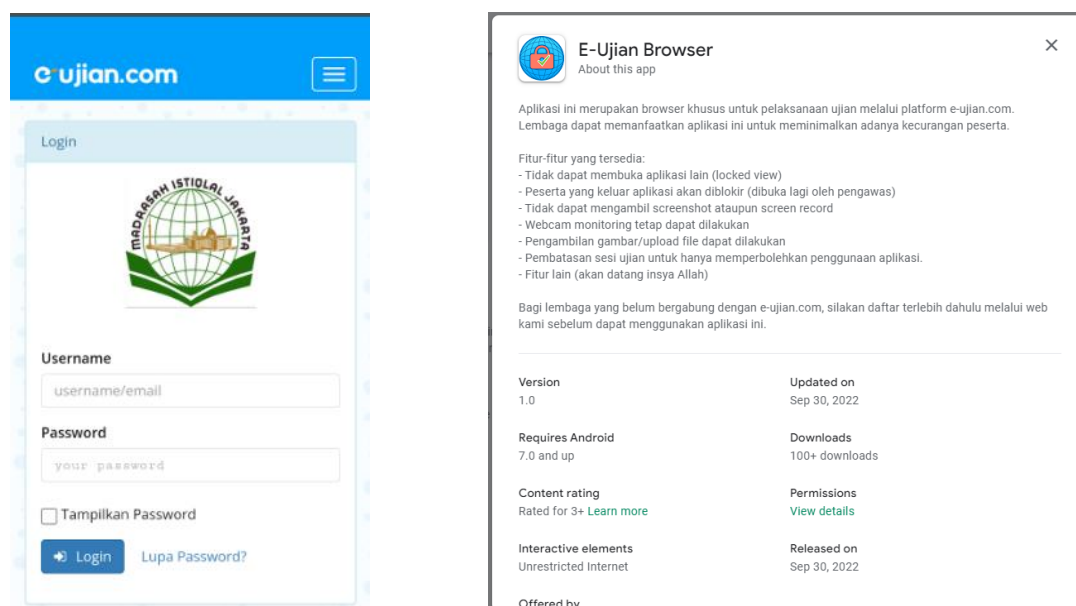 e-ujian.com
Login
MADRASAH ISTIQLAL JAKARTA
Username
username/email
Password
your password
Tampilkan Password
Login
Lupa Password?
E-Ujian Browser
About this app
Aplikasi ini merupakan browser khusus untuk pelaksanaan ujian melalui platform e-ujian.com.
Lembaga dapat memanfaatkan aplikasi ini untuk meminimalkan adanya kecurangan peserta.
Fitur-fitur yang tersedia:
- Tidak dapat membuka aplikasi lain (locked view)
- Peserta yang keluar aplikasi akan diblokir (dibuka lagi oleh pengawas)
- Tidak dapat mengambil screenshot ataupun screen record
- Webcam monitoring tetap dapat dilakukan
- Pengambilan gambar/upload file dapat dilakukan
- Pembatasan sesi ujian untuk hanya memperbolehkan penggunaan aplikasi.
- Fitur lain (akan datang insya Allah)
Bagi lembaga yang belum bergabung dengan e-ujian.com, silakan daftar terlebih dahulu melalui web
kami sebelum dapat menggunakan aplikasi ini.
Version
1.0
Updated on
Sep 30, 2022
Requires Android
7.0 and up
Downloads
100+ downloads
Content rating
Rated for 3+ Learn more
Permissions
View details
Interactive elements
Unrestricted Internet
Released on
Sep 30, 2022
Offered by